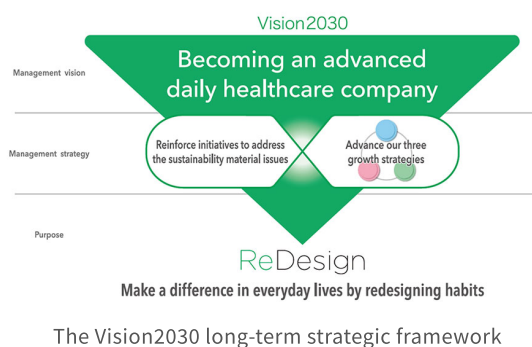 Vision2030
Becoming an advanced
daily healthcare company
Management vision
Management strategy
Reinforce initiatives to address
the sustainability material issues
Advance our three
growth strategies
Purpose
ReDesign
Make a difference in everyday lives by redesigning habits
The Vision2030 long-term strategic framework